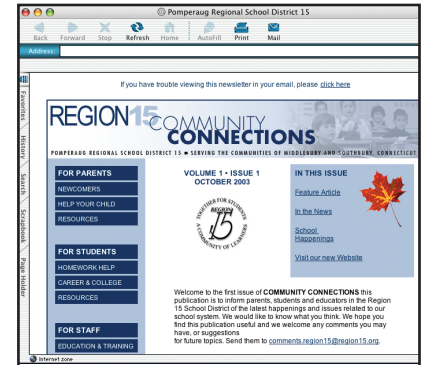 Pomperaug Regional School District 15
Back Forward Stop Refresh Home AutoFill Print Mail
Address:
Favorites
History
Search
Scrapbook
Page Holder
If you have trouble viewing this newsletter in your email, please click here
REGION 15 COMMUNITY
CONNECTIONS
POMPERAUG REGIONAL SCHOOL DISTRICT 15 ▪ SERVING THE COMMUNITIES OF MIDDLEBURY AND SOUTHBURY, CONNECTICUT
FOR PARENTS
NEWCOMERS
HELP YOUR CHILD
RESOURCES
FOR STUDENTS
HOMEWORK HELP
CAREER & COLLEGE
RESOURCES
FOR STAFF
EDUCATION & TRAINING
VOLUME 1 • ISSUE 1
OCTOBER 2003
TOGETHER FOR STUDENTS
REGION
15
A COMMUNITY OF LEARNERS
IN THIS ISSUE
Feature Article
In the News
School
Happenings
Visit our new Website
Welcome to the first issue of COMMUNITY CONNECTIONS this
publication is to inform parents, students and educators in the Region
15 School District of the latest happenings and issues related to our
school system. We would like to know what you think. We hope you
find this publication useful and we welcome any comments you may
have, or suggestions
for future topics. Send them to comments.region15@region15.org.
Internet zone